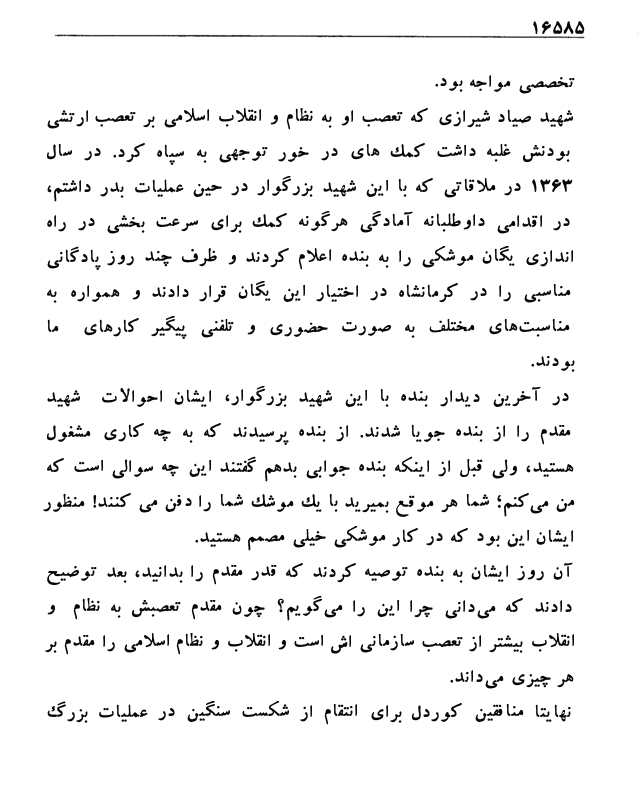 ۱۶۵۸۵
تخصصی مواجه بود.
شهید صیاد شیرازی که تعصب او به نظام و انقلاب اسلامی بر تعصب ارتشی
بودنش غلبه داشت کمك های در خور توجهی به سپاه کرد. در سال
۱۳۶۳ در ملاقاتی که با این شهید بزرگوار در حین عملیات بدر داشتم،
در اقدامی داوطلبانه آمادگی هرگونه کمك برای سرعت بخشی در راه
اندازی یگان موشکی را به بنده اعلام کردند و ظرف چند روز پادگانی
مناسبی را در کرمانشاه در اختیار این یگان قرار دادند و همواره به
مناسبت‌های مختلف به صورت حضوری و تلفنی پیگیر کارهای ما
بودند.
در آخرین دیدار بنده با این شهید بزرگوار، ایشان احوالات شهید
مقدم را از بنده جویا شدند. از بنده پرسیدند که به چه کاری مشغول
هستید، ولی قبل از اینکه بنده جوابی بدهم گفتند این چه سوالی است که
من می‌کنم؛ شما هر موقع بمیرید با یك موشك شما را دفن می کنند! منظور
ایشان این بود که در کار موشکی خیلی مصمم هستید.
آن روز ایشان به بنده توصیه کردند که قدر مقدم را بدانید، بعد توضیح
دادند که می‌دانی چرا این را می‌گویم؟ چون مقدم تعصبش به نظام و
انقلاب بیشتر از تعصب سازمانی اش است و انقلاب و نظام اسلامی را مقدم بر
هر چیزی می‌داند.
نهایتا منافقین کوردل برای انتقام از شکست سنگین در عملیات بزرگ